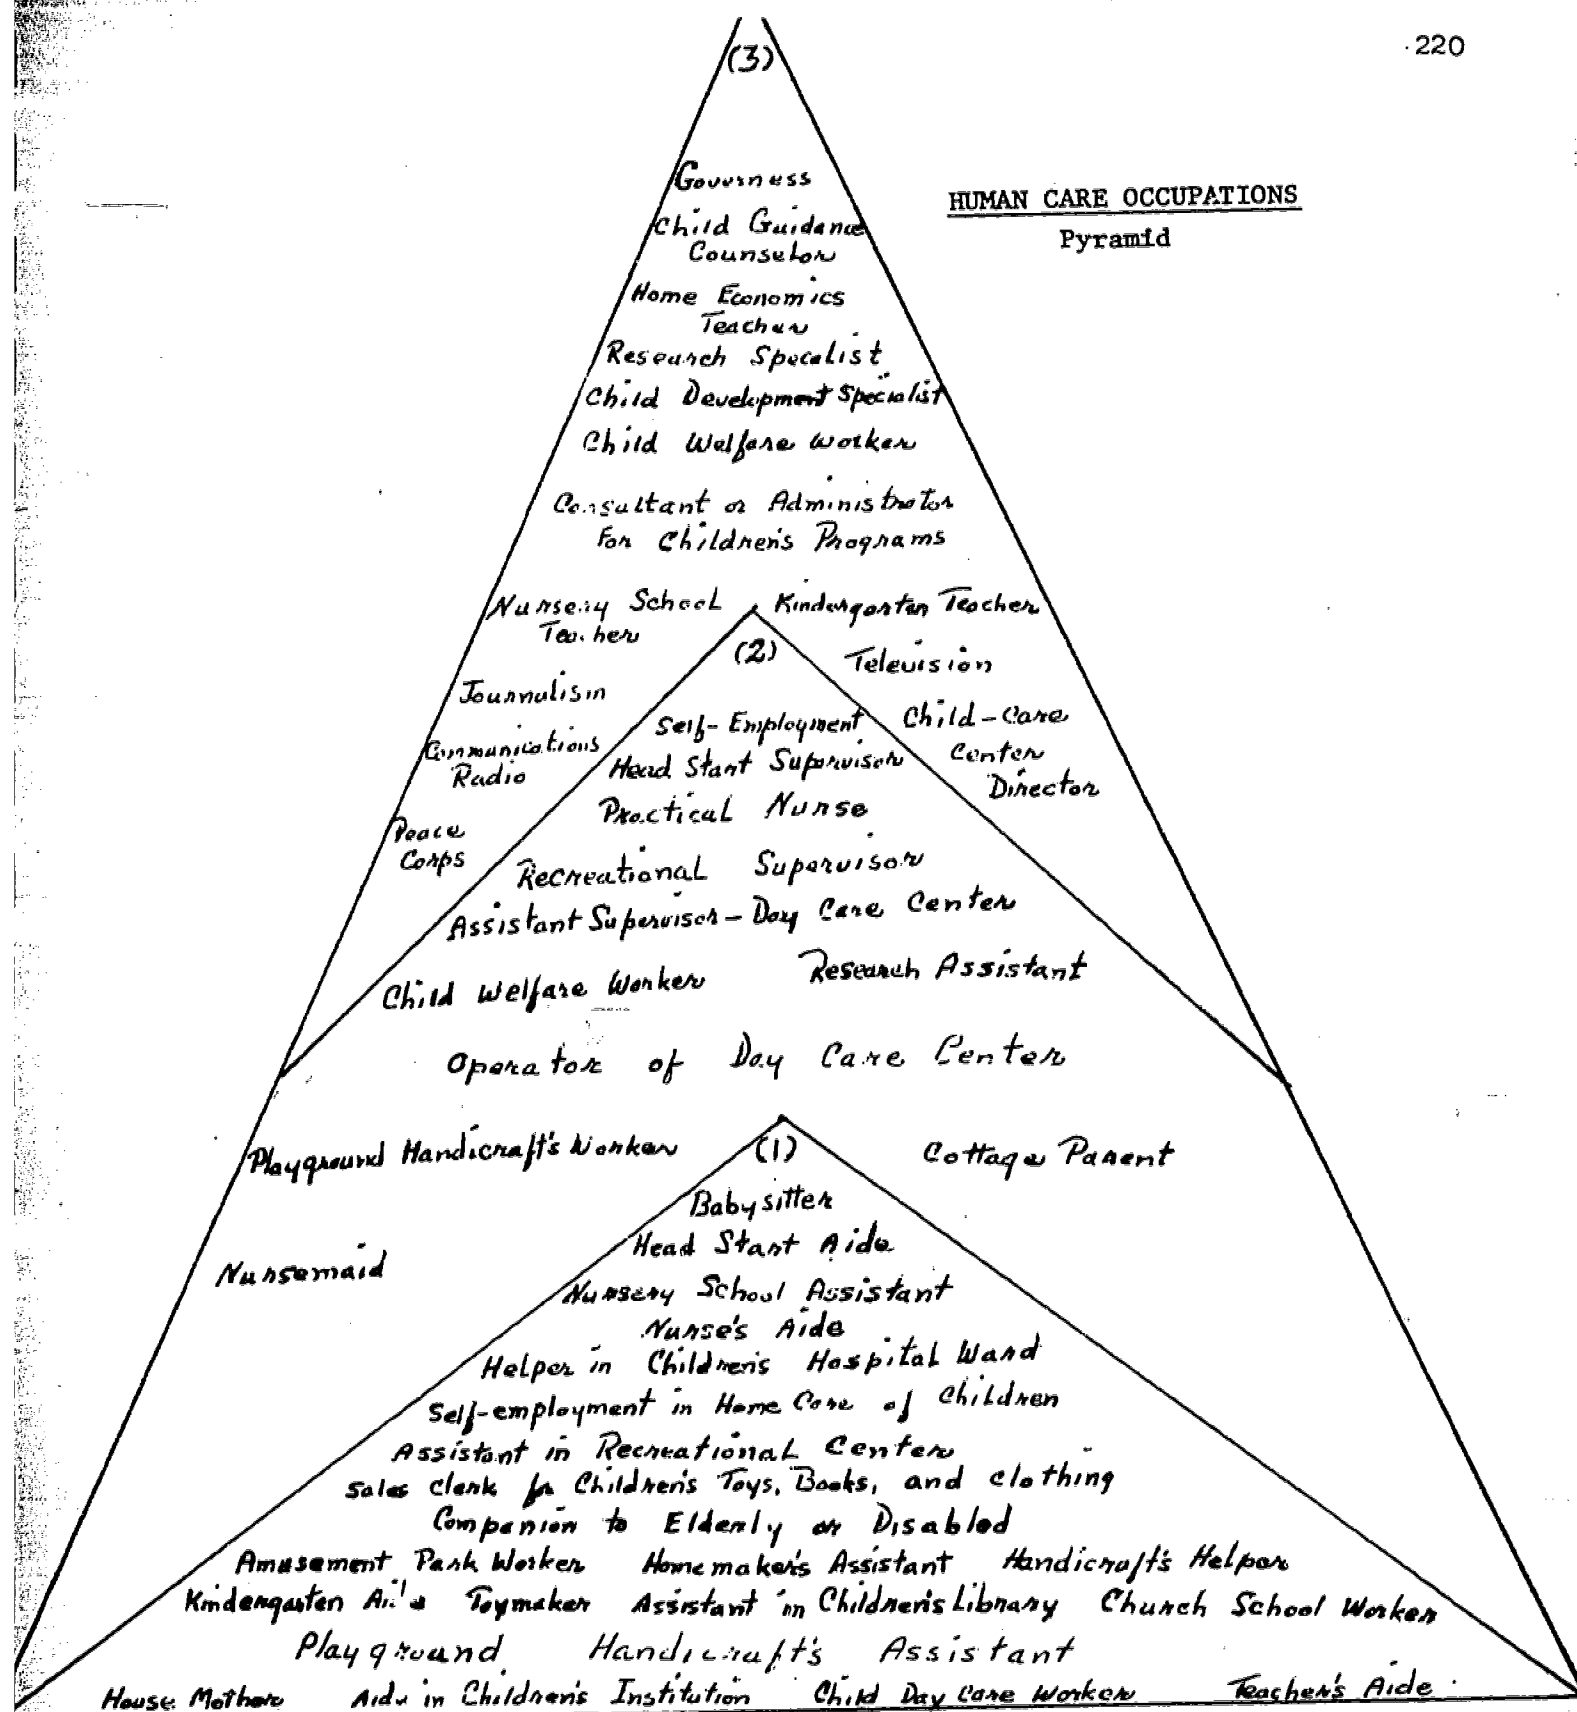 220
(3)
HUMAN CARE OCCUPATIONS
Pyramid
Governess
Child Guidance
Counselor
Home Economics
Teacher
Research Specalist
Child Development Specialist
Child Welfare Worker
Consultant or Administrator
For Children's Programs
Nursery School
Teacher
Kindergarten Teacher
(2)
Television
Journalism
Self-Employment
Child-Care
Center
Director
Communications
Radio
Head Start Supervisor
Practical Nurse
Peace
Corps
Recreational Supervisor
Assistant Supervisor-Day Care Center
Research Assistant
Child Welfare Worker
Operator of Day Care Center
Playground Handicraft's Worker
(1)
Cottage Parent
Babysitter
Head Start Aide
Nursemaid
Nursery School Assistant
Nurse's Aide
Helper in Children's Hospital Ward
Self-employment in Home Care of Children
Assistant in Recreational Center
Sales Clerk for Children's Toys, Books, and clothing
Companion to Elderly or Disabled
Amusement Park Worker Homemaker's Assistant Handicraft's Helper
Kindergarten Aide Toymaker Assistant in Children's Library Church School Worker
Playground Handicraft's Assistant
House Mother Aide in Children's Institution Child Day Care Worker Teacher's Aide